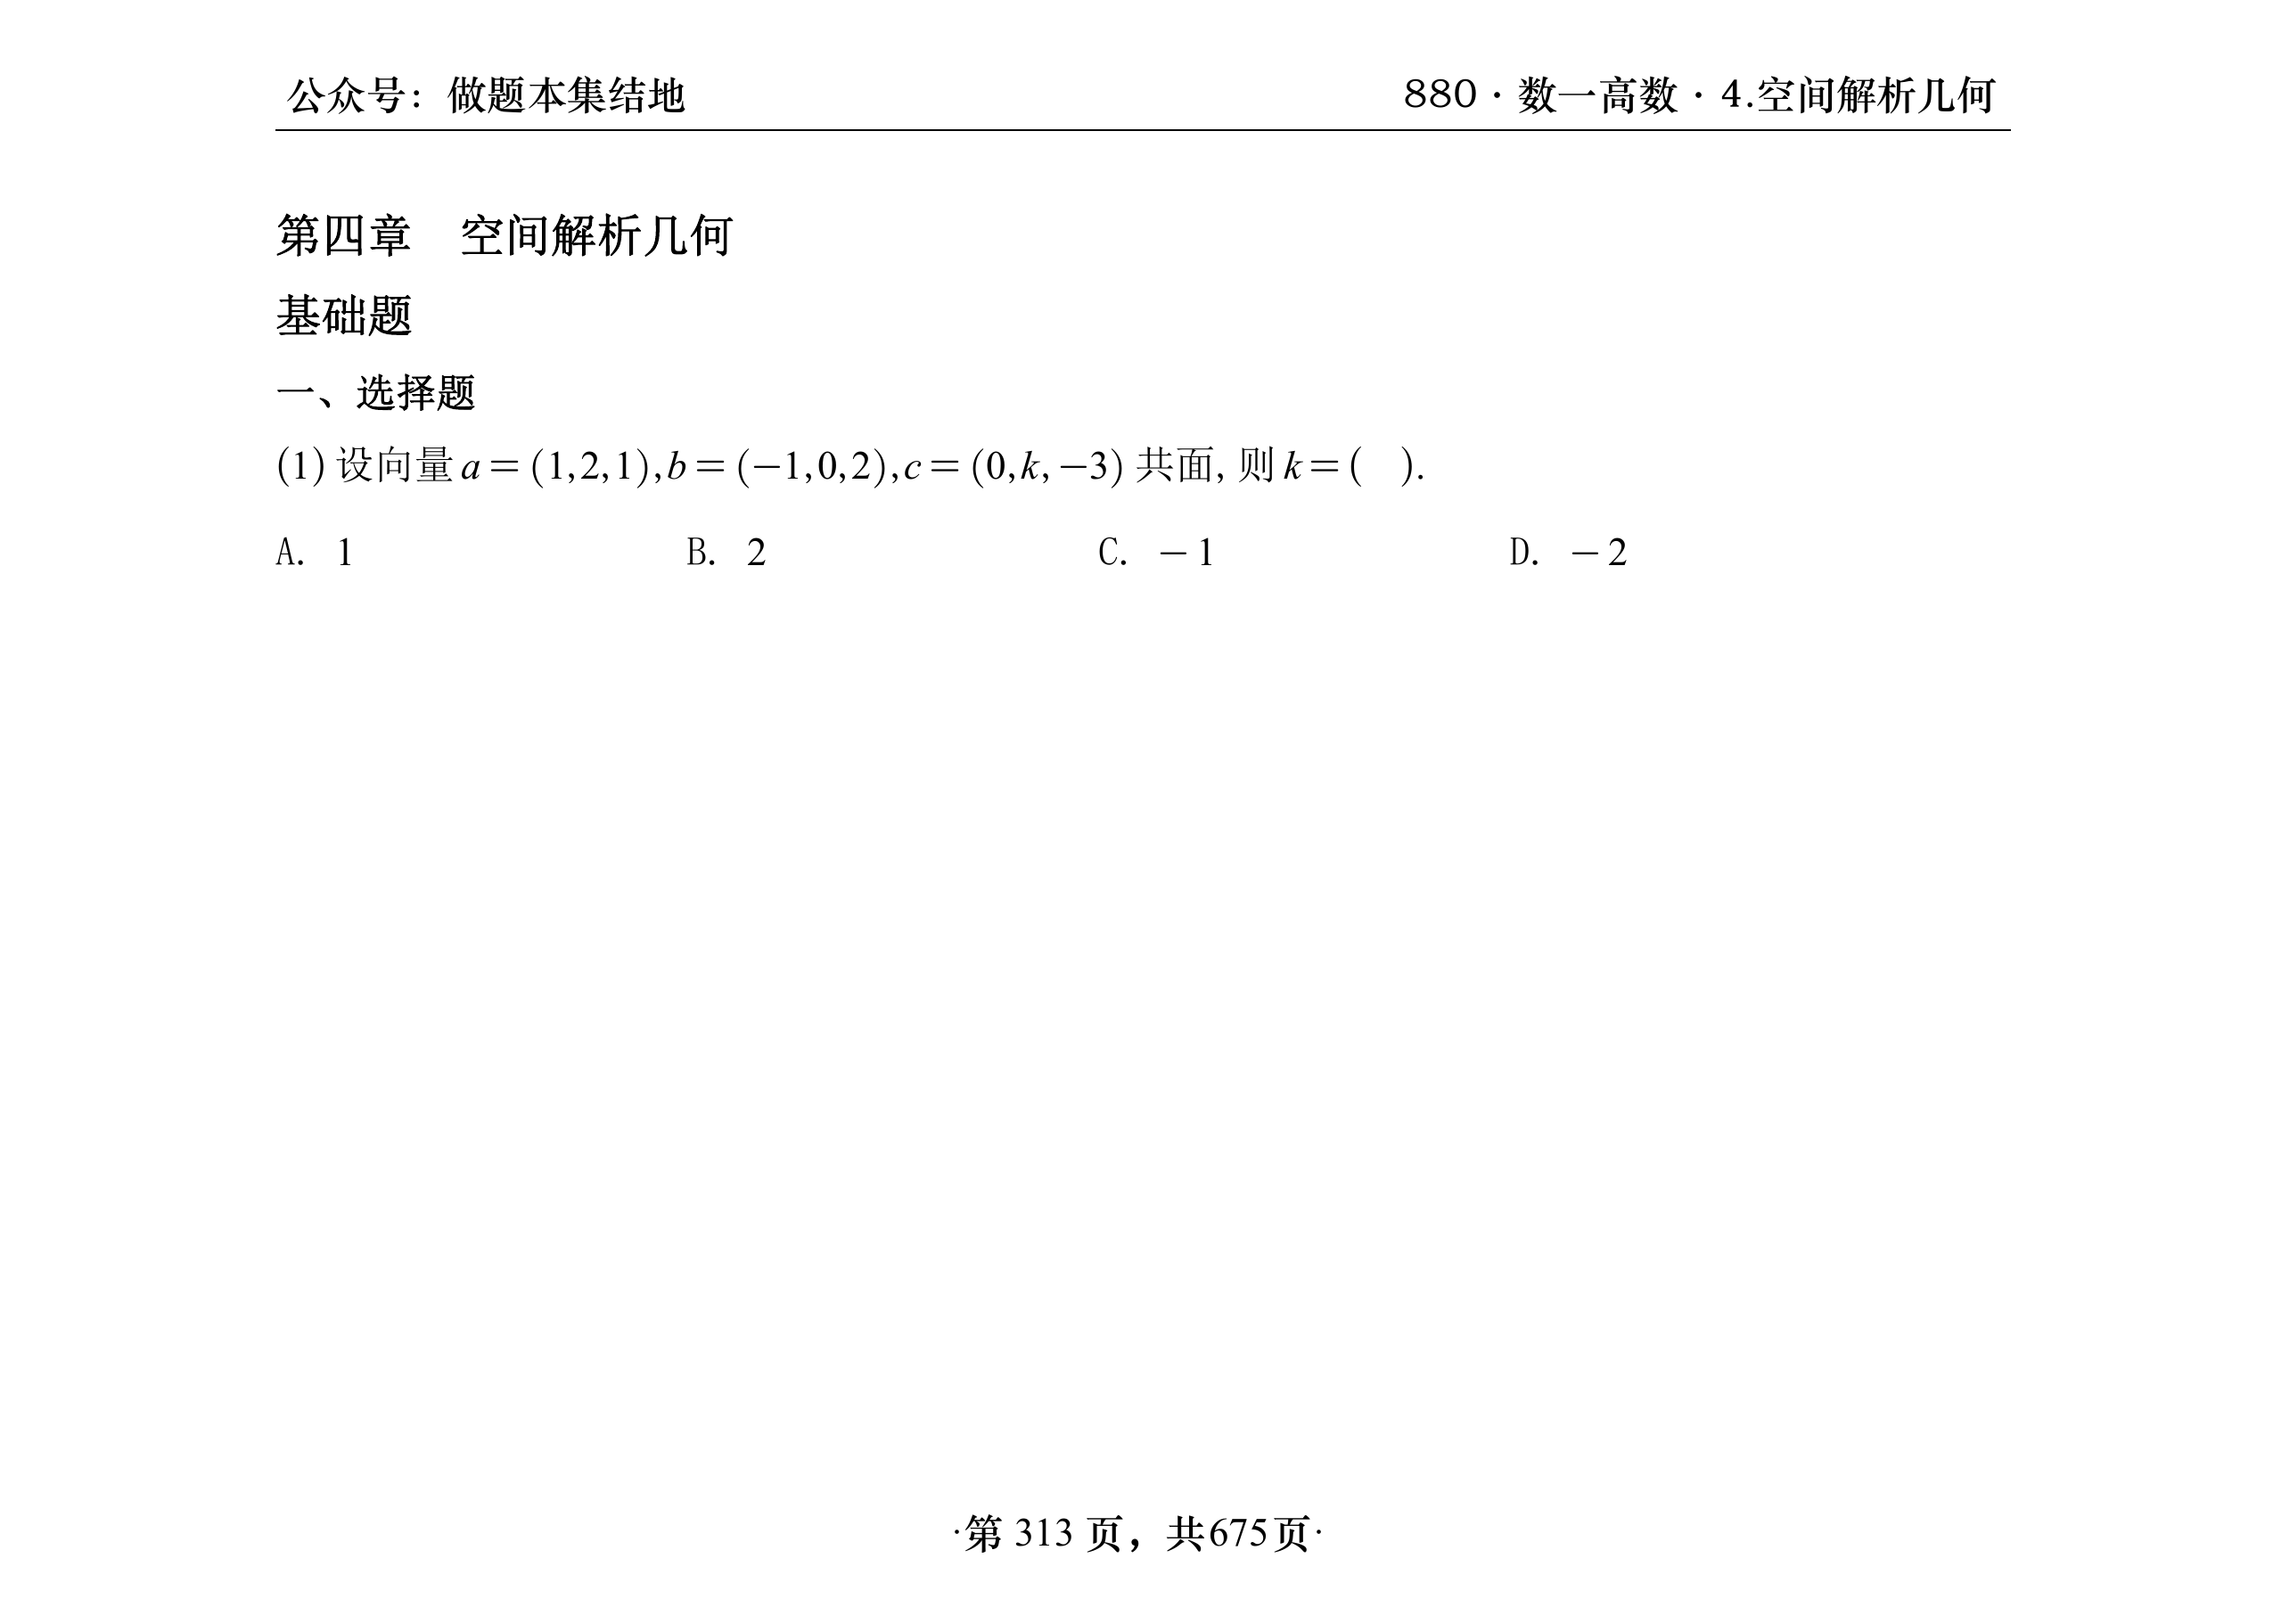 公众号：做题本集结地
880·数一高数·4.空间解析几何
第四章 空间解析几何
基础题
一、选择题
(1) 设向量 a=(1,2,1),b=(−1,0,2),c=(0,k,−3) 共面, 则 k=( ).
A. 1 B. 2 C. −1 D. −2
·第 313 页，共675页·